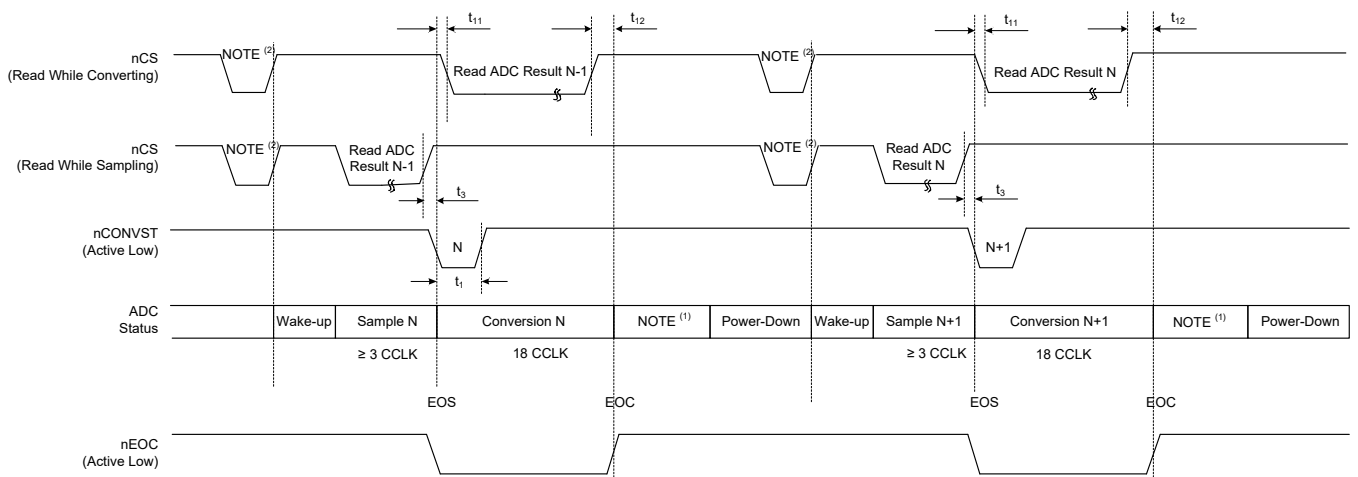 t11 t12 t11 t12
nCS
(Read While Converting)
NOTE (2) Read ADC Result N-1 NOTE (2) Read ADC Result N
nCS
(Read While Sampling)
NOTE (2) Read ADC NOTE (2) Read ADC
Result N-1 Result N
t3 t3
nCONVST
(Active Low)
N N+1
t1
ADC
Status
Wake-up Sample N Conversion N NOTE (1) Power-Down Wake-up Sample N+1 Conversion N+1 NOTE (1) Power-Down
≥ 3 CCLK 18 CCLK ≥ 3 CCLK 18 CCLK
EOS EOC EOS EOC
nEOC
(Active Low)